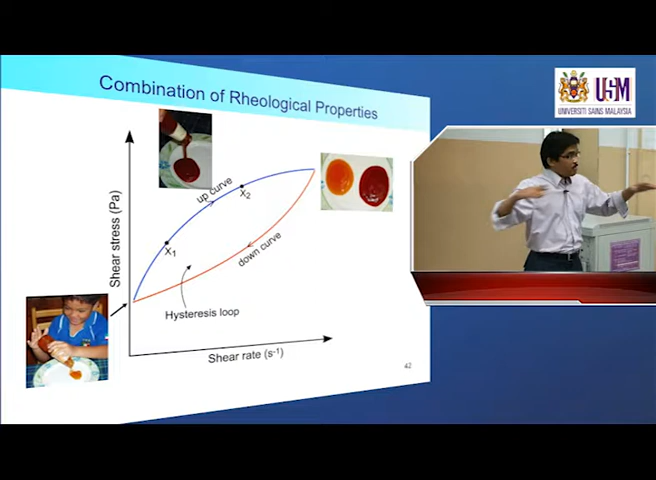 Combination of Rheological Properties
USM
UNIVERSITI SAINS MALAYSIA
Shear stress (Pa)
up curve
X2
X1
down curve
Hysteresis loop
Shear rate (s-1)
42